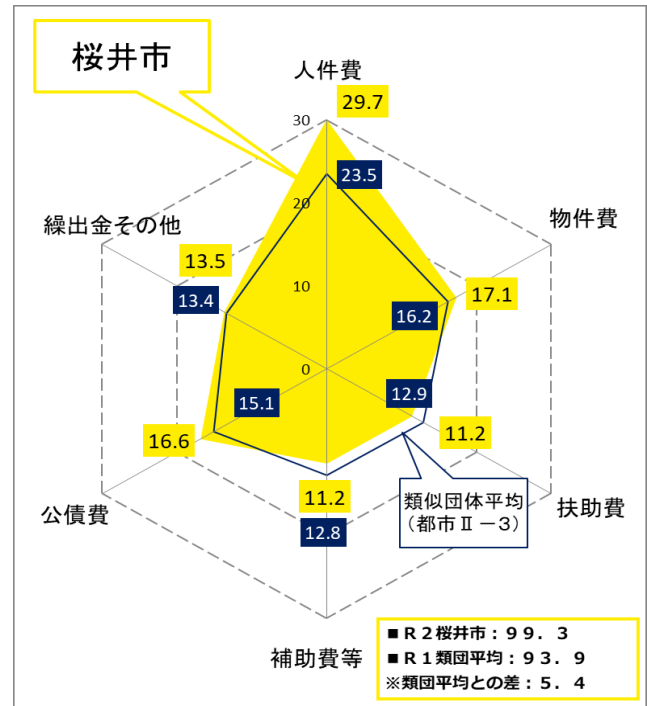 桜井市
人件費
29.7
30
23.5
20
繰出金その他
物件費
13.5
13.4
10
17.1
16.2
0
12.9
15.1
11.2
16.6
11.2
類似団体平均
(都市Ⅱ－3)
扶助費
公債費
12.8
補助費等
■Ｒ２桜井市：９９．３
■Ｒ１類団平均：９３．９
※類団平均との差：５．４